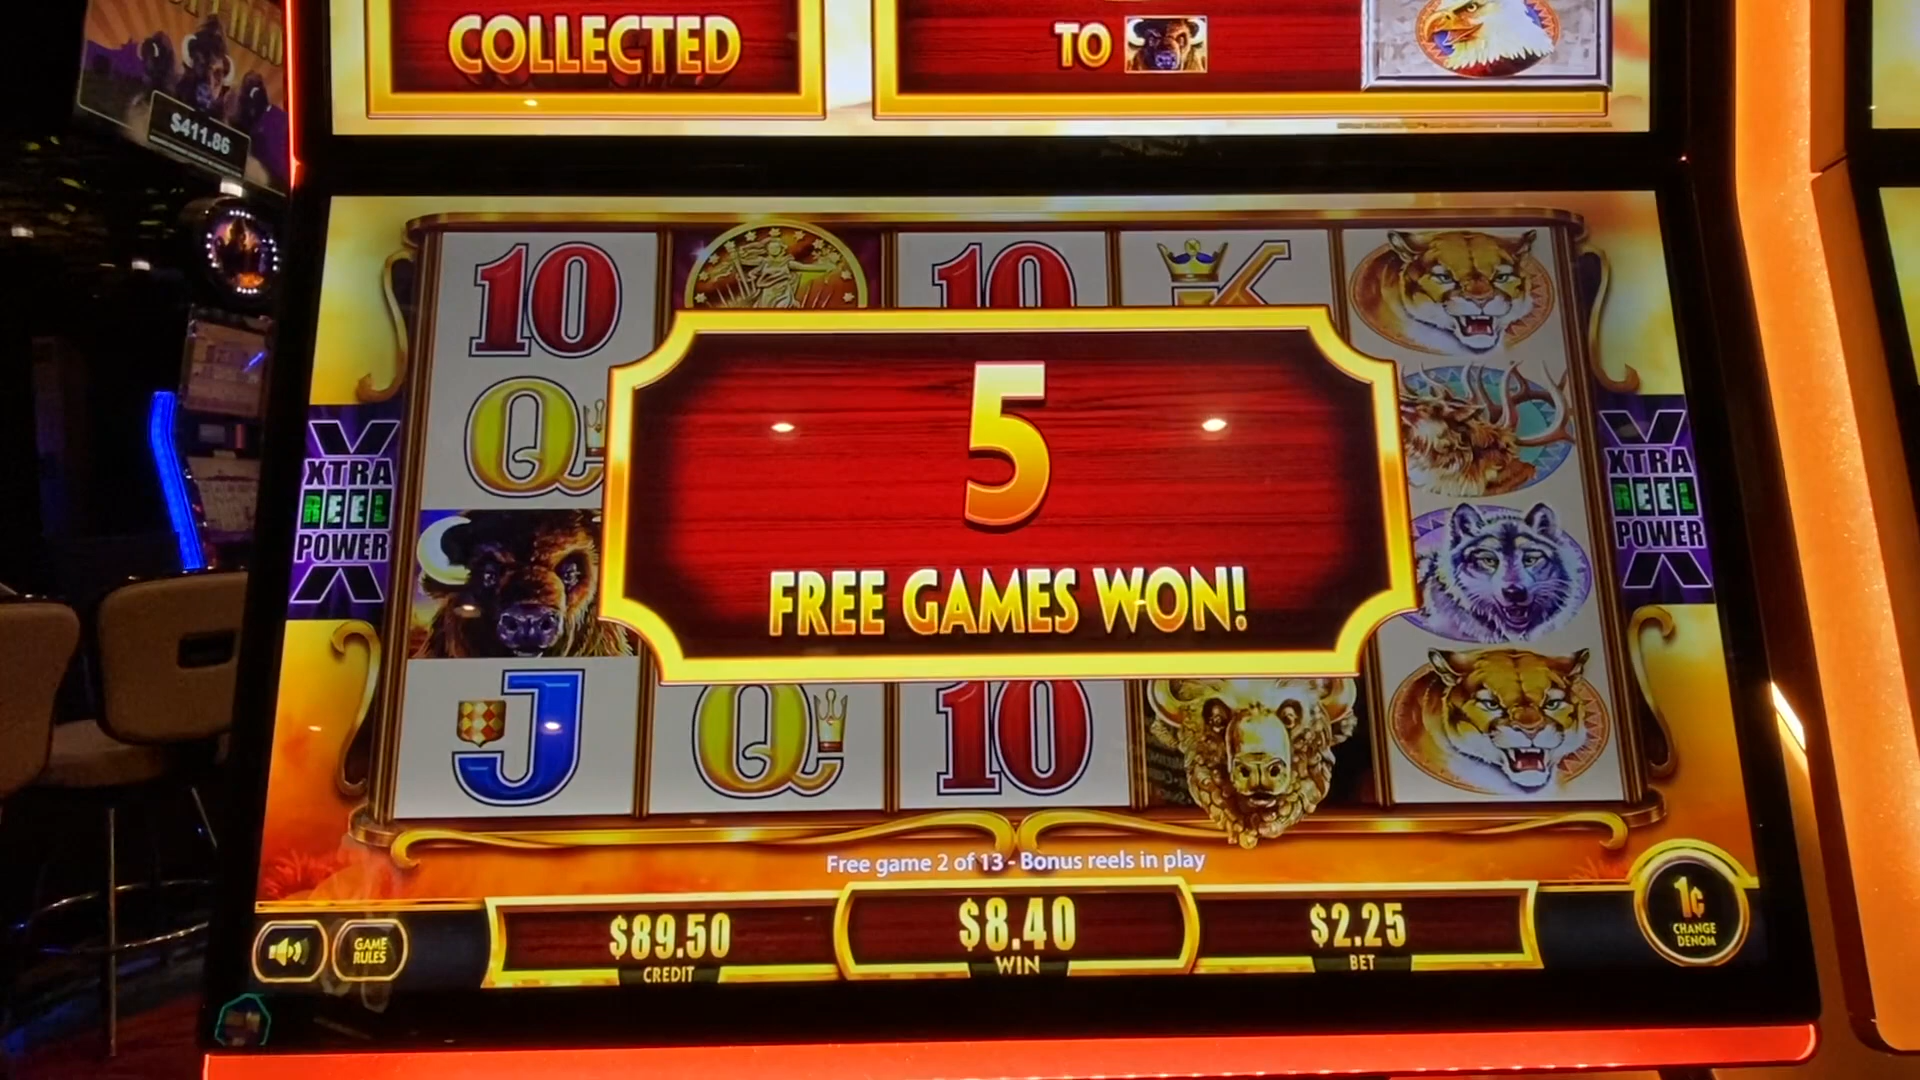 COLLECTED
TO
$411.86
10
10
K
Q
5
FREE GAMES WON!
XTRA
REEL
POWER
XTRA
REEL
POWER
J
Q
10
Free game 2 of 13 - Bonus reels in play
GAME
RULES
$89.50
CREDIT
$8.40
WIN
$2.25
BET
1¢
CHANGE
DENOM